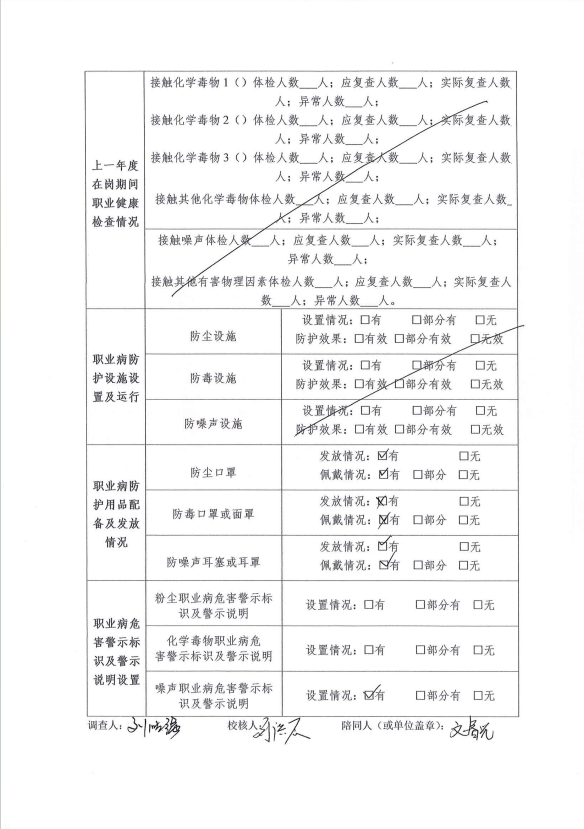 上一年度
在岗期间
职业健康
检查情况
接触化学毒物1（）体检人数___人；应复查人数___人；实际复查人数
___人；异常人数___人；
接触化学毒物2（）体检人数___人；应复查人数___人；实际复查人数
___人；异常人数___人；
接触化学毒物3（）体检人数___人；应复查人数___人；实际复查人数
___人；异常人数___人；
接触其他化学毒物体检人数___人；应复查人数___人；实际复查人数_
__人；异常人数___人；
接触噪声体检人数___人；应复查人数___人；实际复查人数___人；
异常人数___人；
接触其他有害物理因素体检人数___人；应复查人数___人；实际复查人
数___人；异常人数___人。
职业病防
护设施设
置及运行
防尘设施
设置情况：☐有 ☐部分有 ☐无
防护效果：☐有效 ☐部分有效 ☐无效
防毒设施
设置情况：☐有 ☐部分有 ☐无
防护效果：☐有效 ☐部分有效 ☐无效
防噪声设施
设置情况：☐有 ☐部分有 ☐无
防护效果：☐有效 ☐部分有效 ☐无效
职业病防
护用品配
备及发放
情况
防尘口罩
发放情况：☑有 ☐无
佩戴情况：☑有 ☐部分 ☐无
防毒口罩或面罩
发放情况：☑有 ☐无
佩戴情况：☑有 ☐部分 ☐无
防噪声耳塞或耳罩
发放情况：☑有 ☐无
佩戴情况：☑有 ☐部分 ☐无
职业病危
害警示标
识及警示
说明设置
粉尘职业病危害警示标
识及警示说明
设置情况：☐有 ☐部分有 ☐无
化学毒物职业病危
害警示标识及警示说明
设置情况：☐有 ☐部分有 ☐无
噪声职业病危害警示标
识及警示说明
设置情况：☑有 ☐部分有 ☐无
调查人： 校核人： 陪同人（或单位盖章）：